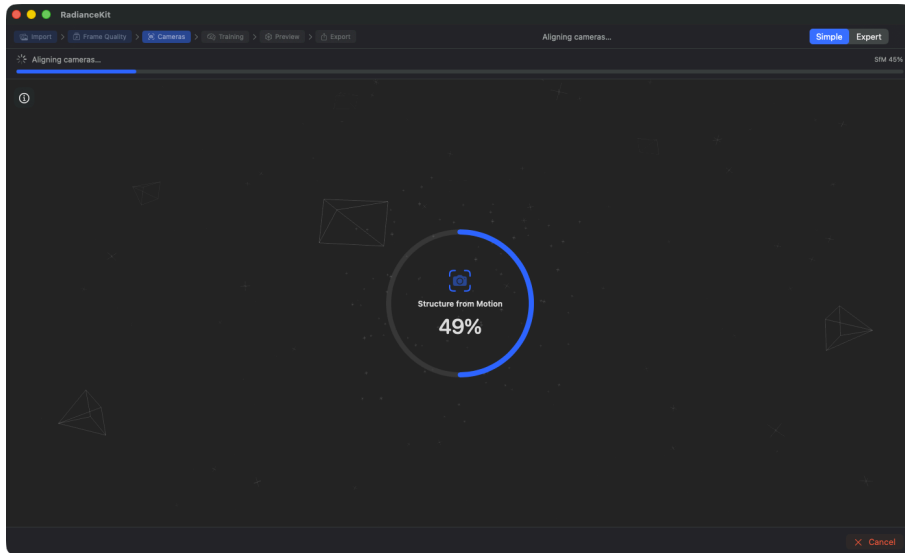 RadianceKit
Import > Frame Quality > Cameras > Training > Preview > Export
Aligning cameras...
Simple Expert
Aligning cameras...
SfM 45%
Structure from Motion
49%
Cancel